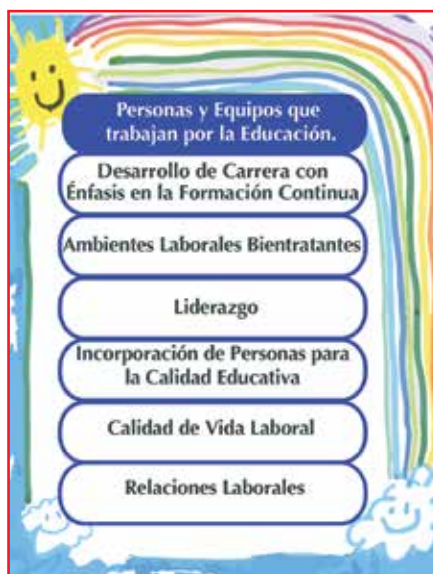 Personas y Equipos que
trabajan por la Educación.
Desarrollo de Carrera con
Énfasis en la Formación Continua
Ambientes Laborales Bientratantes
Liderazgo
Incorporación de Personas para
la Calidad Educativa
Calidad de Vida Laboral
Relaciones Laborales